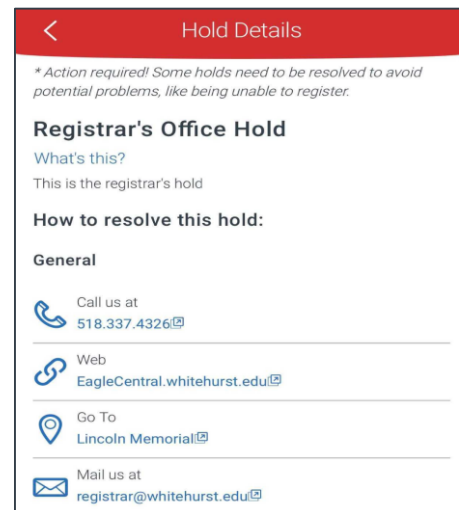 Hold Details
* Action required! Some holds need to be resolved to avoid
potential problems, like being unable to register.
Registrar's Office Hold
What's this?
This is the registrar's hold
How to resolve this hold:
General
Call us at
518.337.4326
Web
EagleCentral.whitehurst.edu
Go To
Lincoln Memorial
Mail us at
registrar@whitehurst.edu